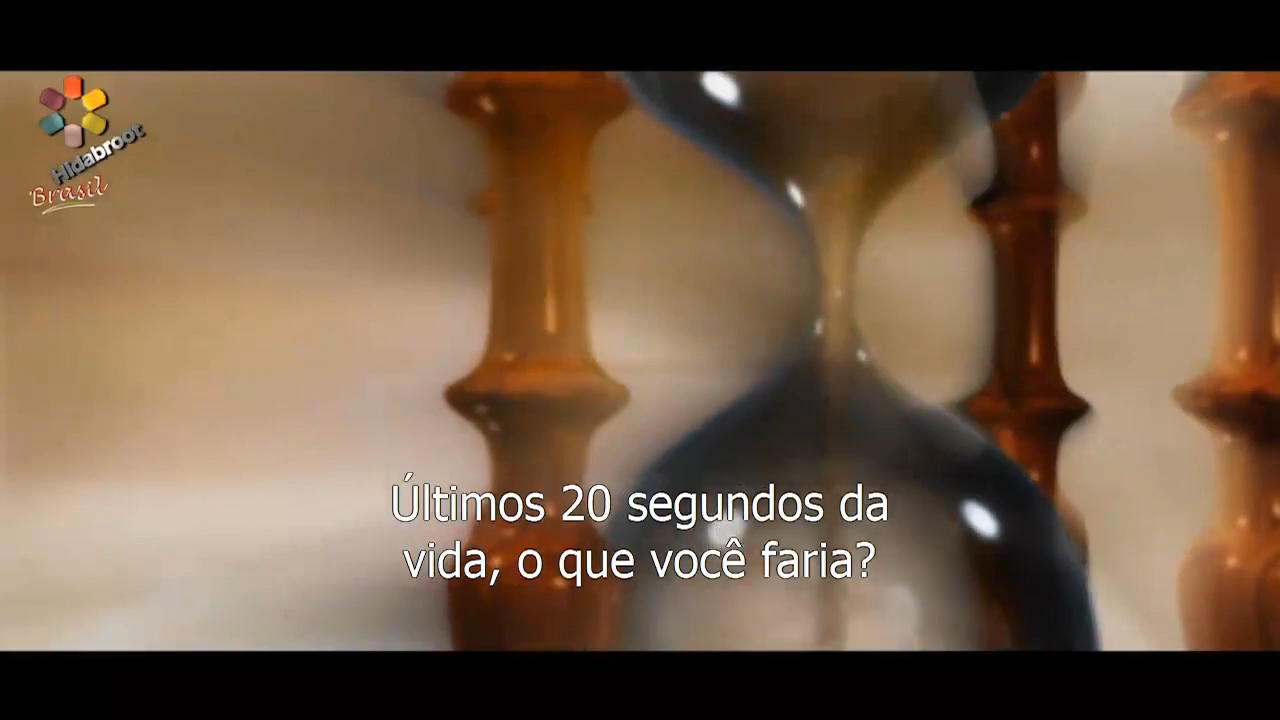 Hidabroot
Brasil
Últimos 20 segundos da
vida, o que você faria?